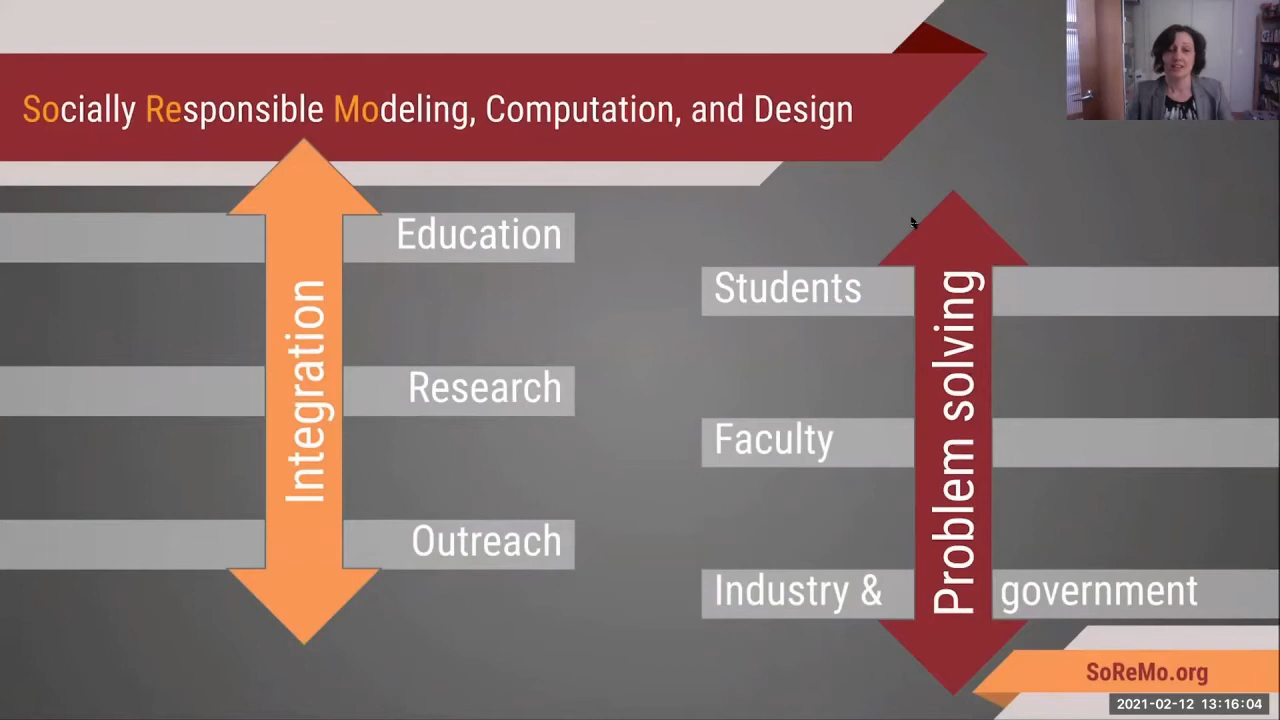 Socially Responsible Modeling, Computation, and Design
Education
Research
Outreach
Integration
Students
Faculty
Industry & government
Problem solving
SoReMo.org
2021-02-12 13:16:04